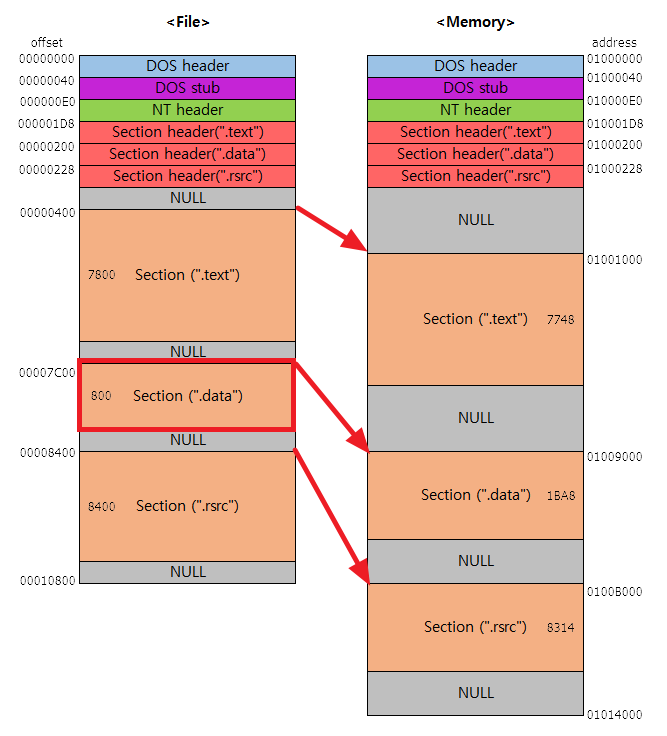 <File> <Memory>
offset address
00000000 DOS header DOS header 01000000
00000040 DOS stub DOS stub 01000040
000000E0 NT header NT header 010000E0
000001D8 Section header(".text") Section header(".text") 010001D8
00000200 Section header(".data") Section header(".data") 01000200
00000228 Section header(".rsrc") Section header(".rsrc") 01000228
NULL
00000400
NULL
01001000
7800 Section (".text")
Section (".text") 7748
NULL
00007C00
800 Section (".data")
NULL
NULL
00008400 01009000
Section (".data") 1BA8
8400 Section (".rsrc")
NULL NULL
00010800 0100B000
Section (".rsrc") 8314
NULL
01014000